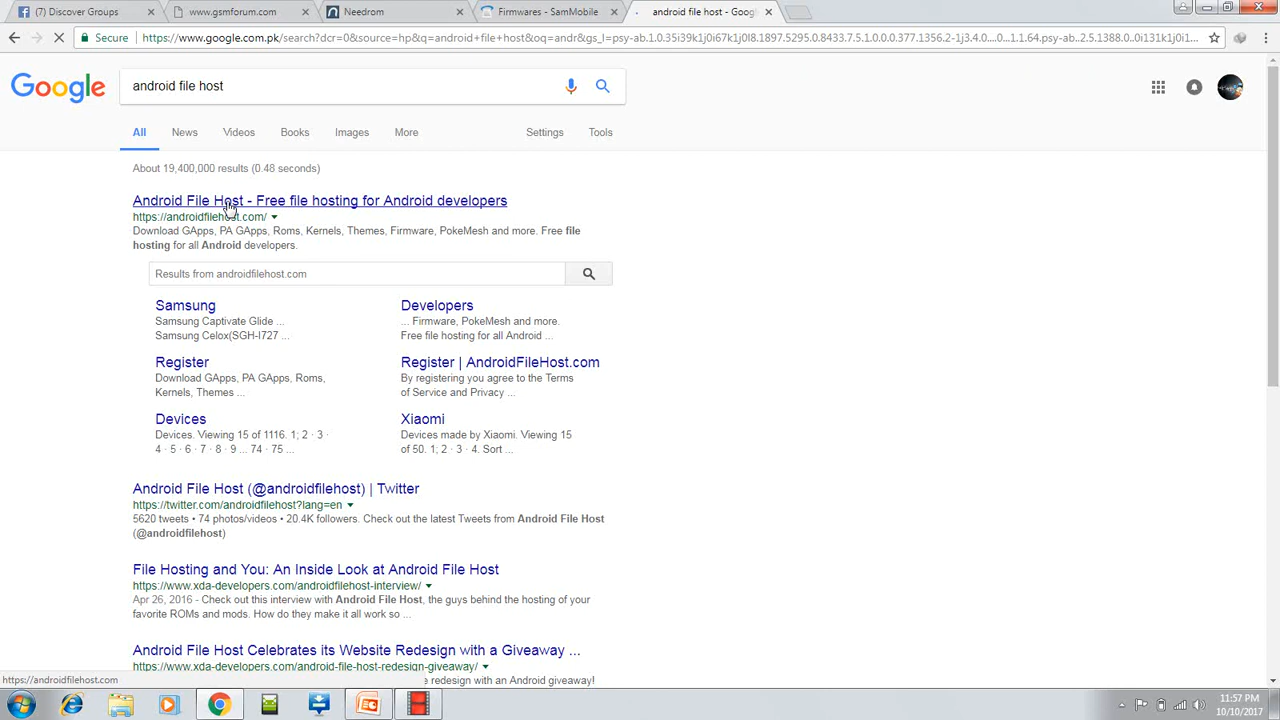 (7) Discover Groups
www.gsmforum.com
Needrom
Firmwares - SamMobile
android file host - Goog
Secure
https://www.google.com.pk/search?dcr=0&source=hp&q=android+file+host&oq=andr&gs_l=psy-ab.1.0.35i39k1j0i67k1j0l8.1897.5295.0.8433.7.5.1.0.0.0.377.1356.2-1j3.4.0....0...1.1.64.psy-ab..2.5.1388.0..0i131k1j0i1...
Google
android file host
All
News
Videos
Books
Images
More
Settings
Tools
About 19,400,000 results (0.48 seconds)
Android File Host - Free file hosting for Android developers
https://androidfilehost.com/
Download GApps, PA GApps, Roms, Kernels, Themes, Firmware, PokeMesh and more. Free file
hosting for all Android developers.
Results from androidfilehost.com
Samsung
Samsung Captivate Glide ...
Samsung Celox(SGH-I727 ...
Developers
... Firmware, PokeMesh and more.
Free file hosting for all Android ...
Register
Download GApps, PA GApps, Roms,
Kernels, Themes ...
Register | AndroidFileHost.com
By registering you agree to the Terms
of Service and Privacy ...
Devices
Devices. Viewing 15 of 1116. 1; 2 · 3 ·
4 · 5 · 6 · 7 · 8 · 9 ... 74 · 75 ...
Xiaomi
Devices made by Xiaomi. Viewing 15
of 50. 1; 2 · 3 · 4. Sort ...
Android File Host (@androidfilehost) | Twitter
https://twitter.com/androidfilehost?lang=en
5620 tweets • 74 photos/videos • 20.4K followers. Check out the latest Tweets from Android File Host
(@androidfilehost)
File Hosting and You: An Inside Look at Android File Host
https://www.xda-developers.com/androidfilehost-interview/
Apr 26, 2016 - Check out this interview with Android File Host, the guys behind the hosting of your
favorite ROMs and mods. How do they make it all work so ...
Android File Host Celebrates its Website Redesign with a Giveaway ...
https://www.xda-developers.com/android-file-host-redesign-giveaway/
redesign with an Android giveaway!
https://androidfilehost.com
11:57 PM
10/10/2017